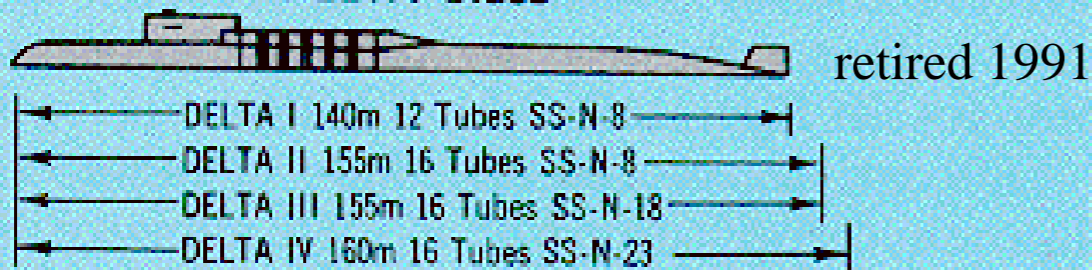 retired 1991
DELTA I 140m 12 Tubes SS-N-8
DELTA II 155m 16 Tubes SS-N-8
DELTA III 155m 16 Tubes SS-N-18
DELTA IV 160m 16 Tubes SS-N-23